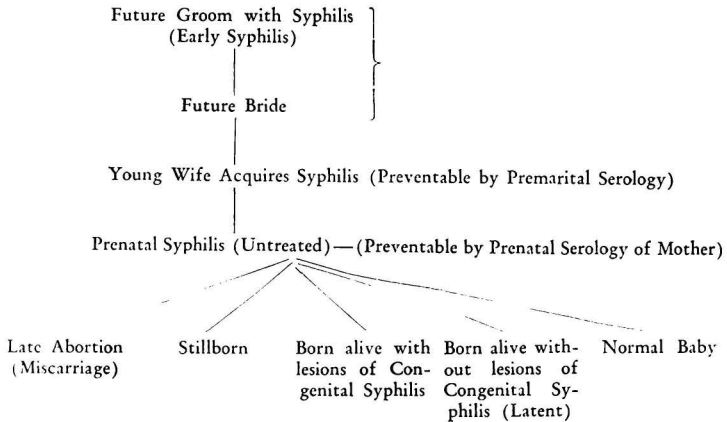 Future Groom with Syphilis
(Early Syphilis)
Future Bride
Young Wife Acquires Syphilis (Preventable by Premarital Serology)
Prenatal Syphilis (Untreated)—(Preventable by Prenatal Serology of Mother)
Late Abortion
(Miscarriage)
Stillborn
Born alive with
lesions of Con-
genital Syphilis
Born alive with-
out lesions of
Congenital Sy-
philis (Latent)
Normal Baby